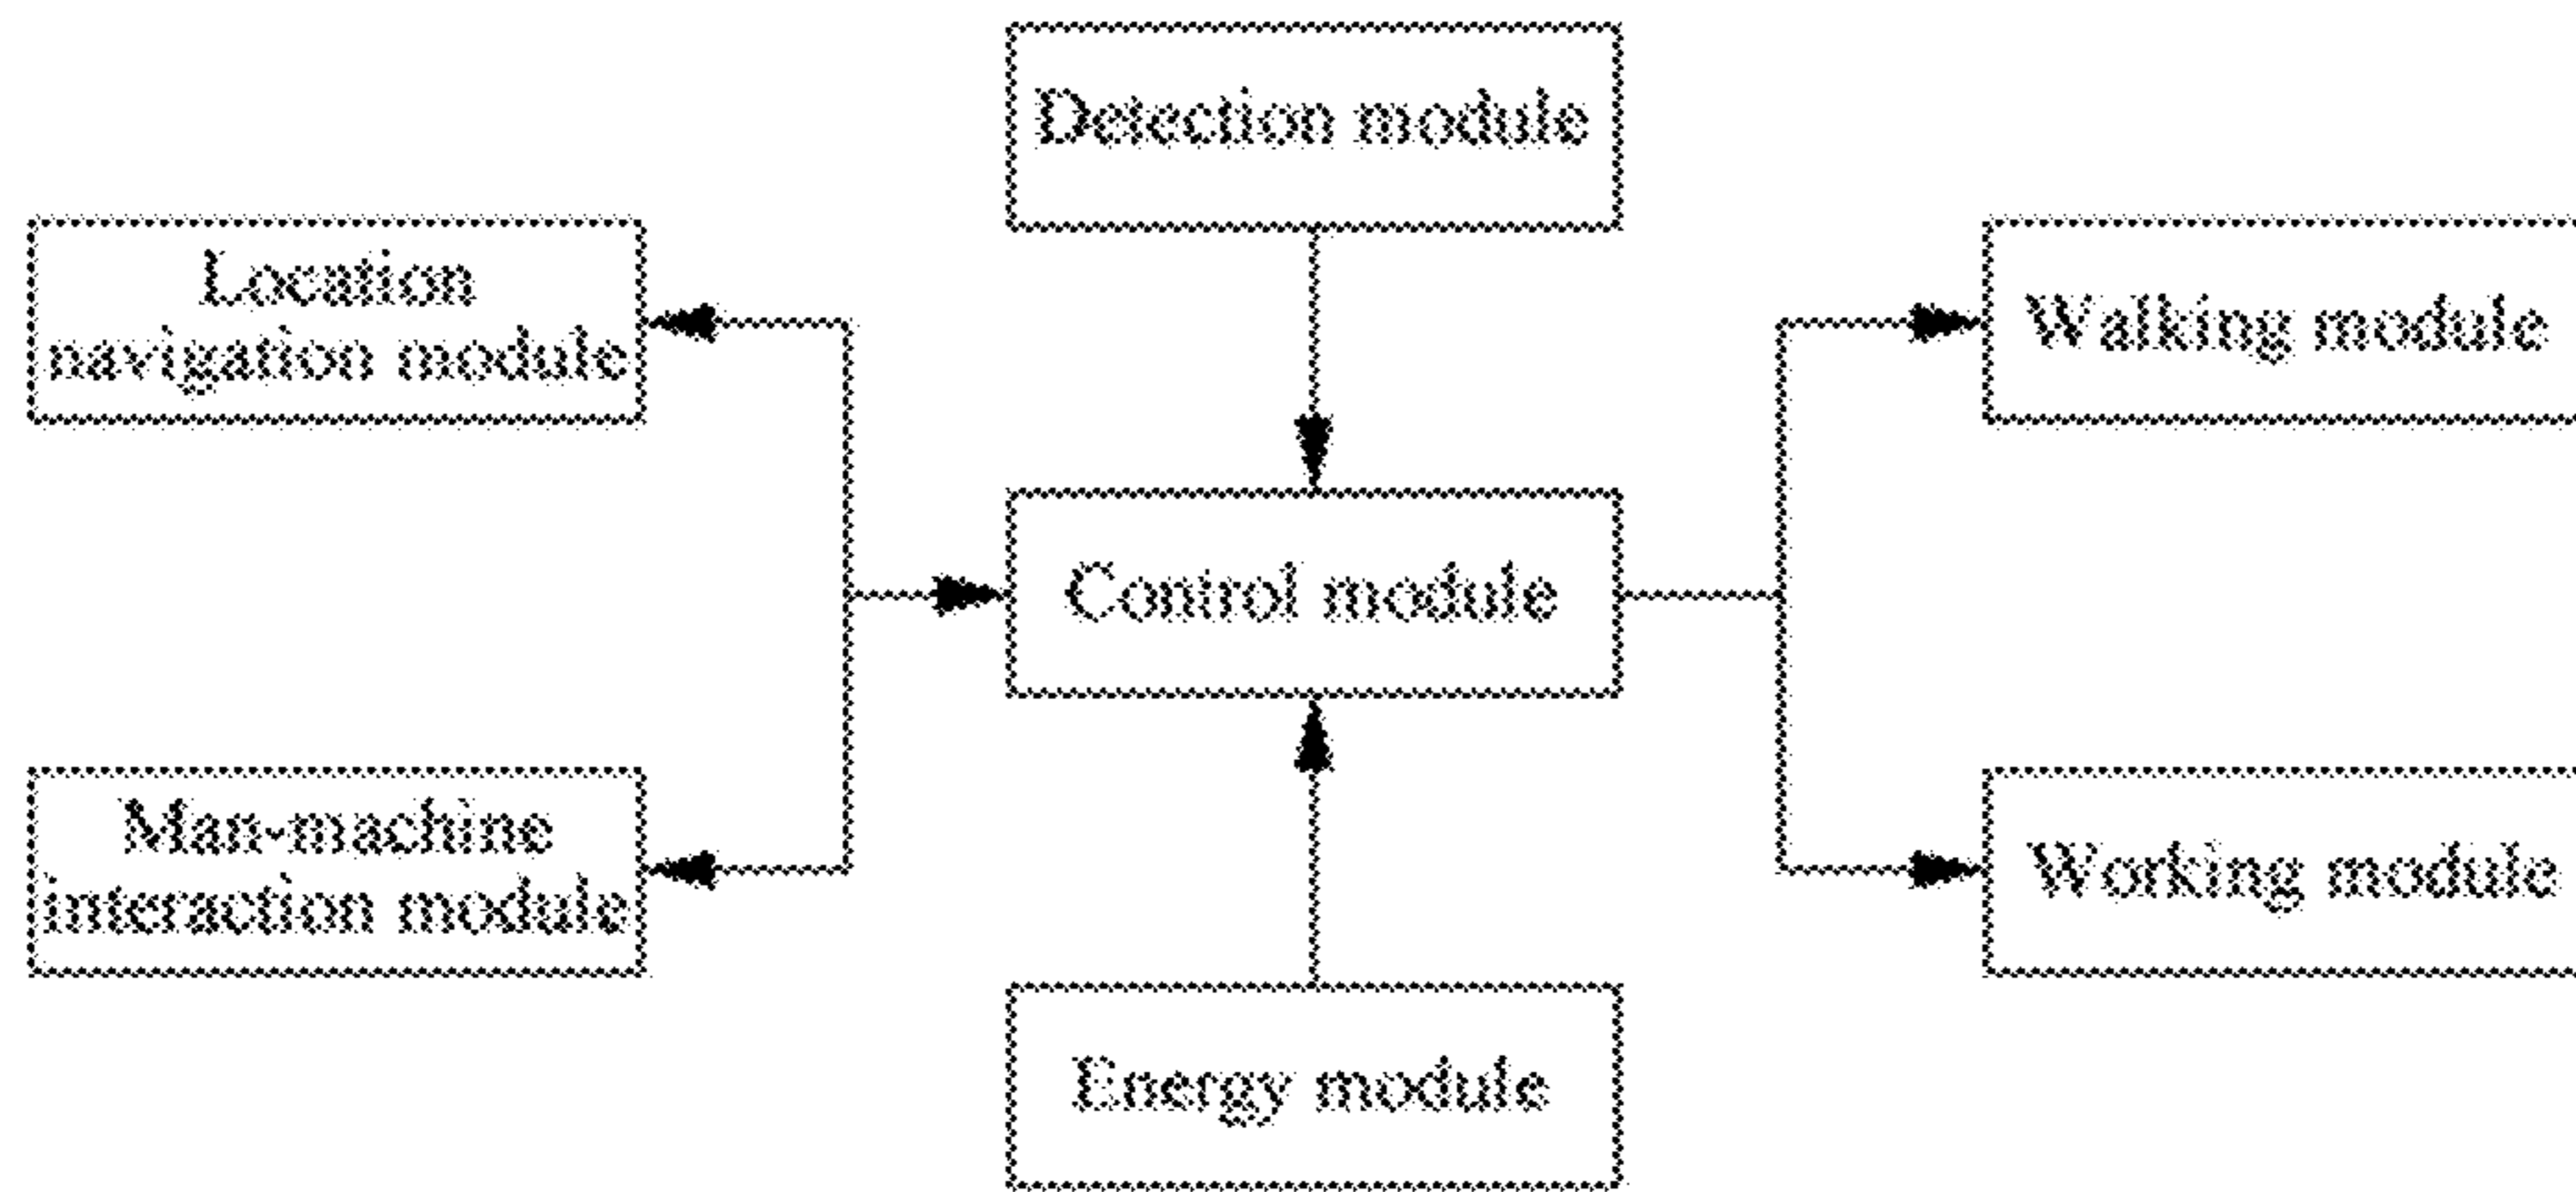 Detection module
Location
navigation module
Walking module
Control module
Man-machine
interaction module
Working module
Energy module